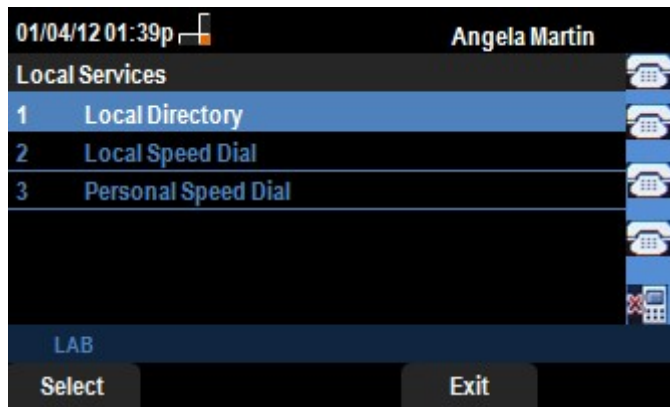 01/04/12 01:39p Angela Martin
Local Services
1 Local Directory
2 Local Speed Dial
3 Personal Speed Dial
LAB
Select Exit